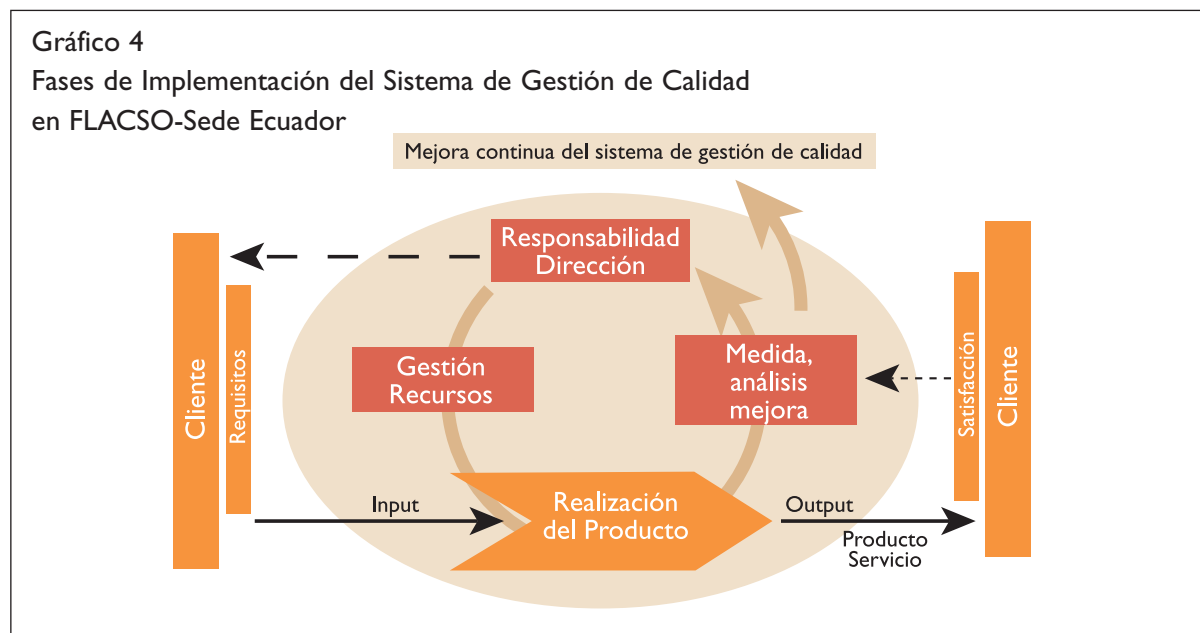 Gráfico 4
Fases de Implementación del Sistema de Gestión de Calidad
en FLACSO-Sede Ecuador
Mejora continua del sistema de gestión de calidad
Responsabilidad
Dirección
Gestión
Recursos
Medida,
análisis
mejora
Cliente
Requisitos
Satisfacción
Cliente
Input
Realización
del Producto
Output
Producto
Servicio